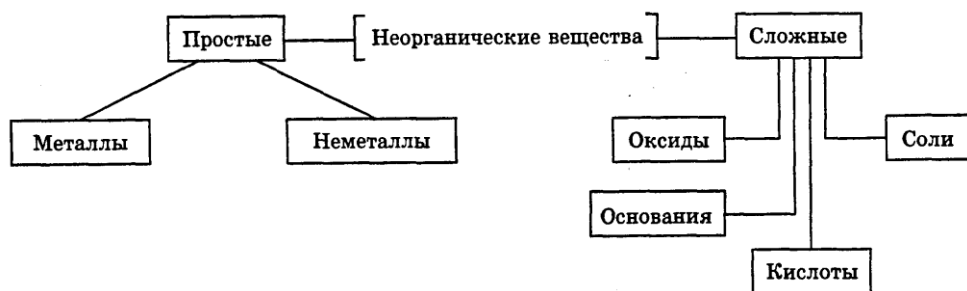 Простые
Неорганические вещества
Сложные
Металлы
Неметаллы
Оксиды
Соли
Основания
Кислоты